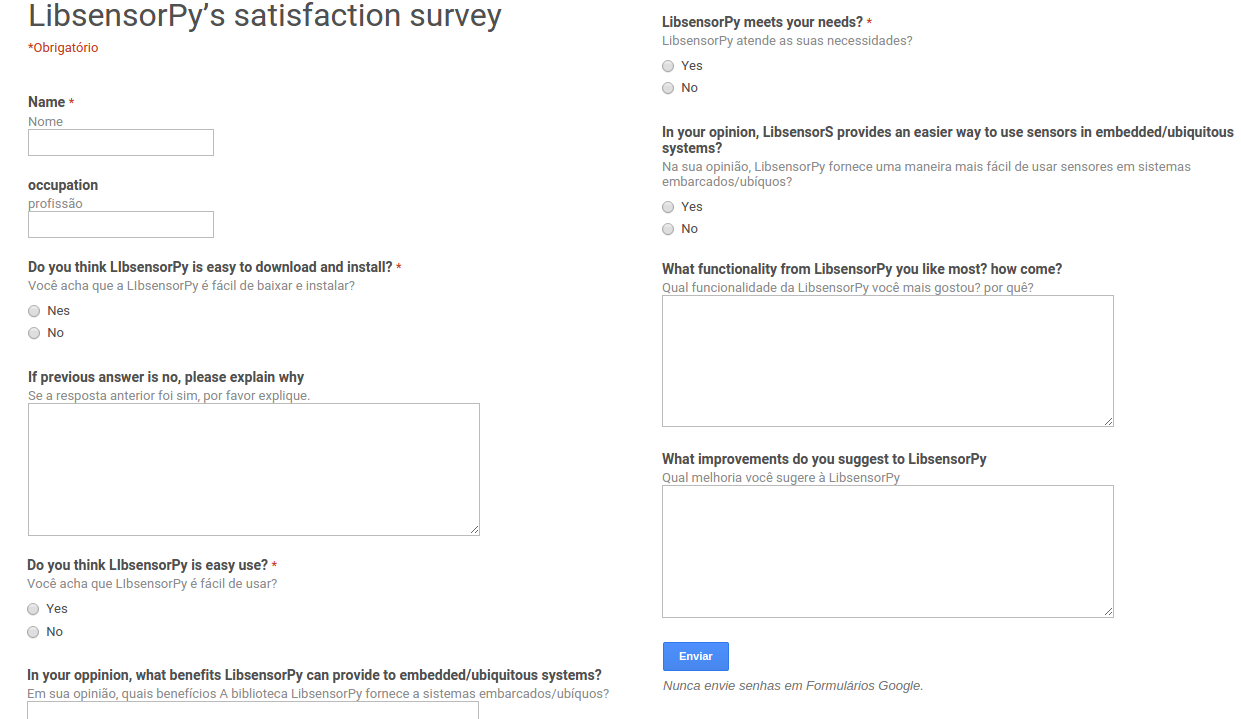 LibsensorPy's satisfaction survey
*Obrigatório
Name *
Nome
occupation
profissão
Do you think LIbsensorPy is easy to download and install? *
Você acha que a LIbsensorPy é fácil de baixar e instalar?
Nes
No
If previous answer is no, please explain why
Se a resposta anterior foi sim, por favor explique.
Do you think LIbsensorPy is easy use? *
Você acha que LIbsensorPy é fácil de usar?
Yes
No
In your oppinion, what benefits LibsensorPy can provide to embedded/ubiquitous systems?
Em sua opinião, quais benefícios A biblioteca LibsensorPy fornece a sistemas embarcados/ubíquos?
LibsensorPy meets your needs? *
LibsensorPy atende as suas necessidades?
Yes
No
In your opinion, LibsensorS provides an easier way to use sensors in embedded/ubiquitous
systems?
Na sua opinião, LibsensorPy fornece uma maneira mais fácil de usar sensores em sistemas
embarcados/ubíquos?
Yes
No
What functionality from LibsensorPy you like most? how come?
Qual funcionalidade da LibsensorPy você mais gostou? por quê?
What improvements do you suggest to LibsensorPy
Qual melhoria você sugere à LibsensorPy
Enviar
Nunca envie senhas em Formulários Google.